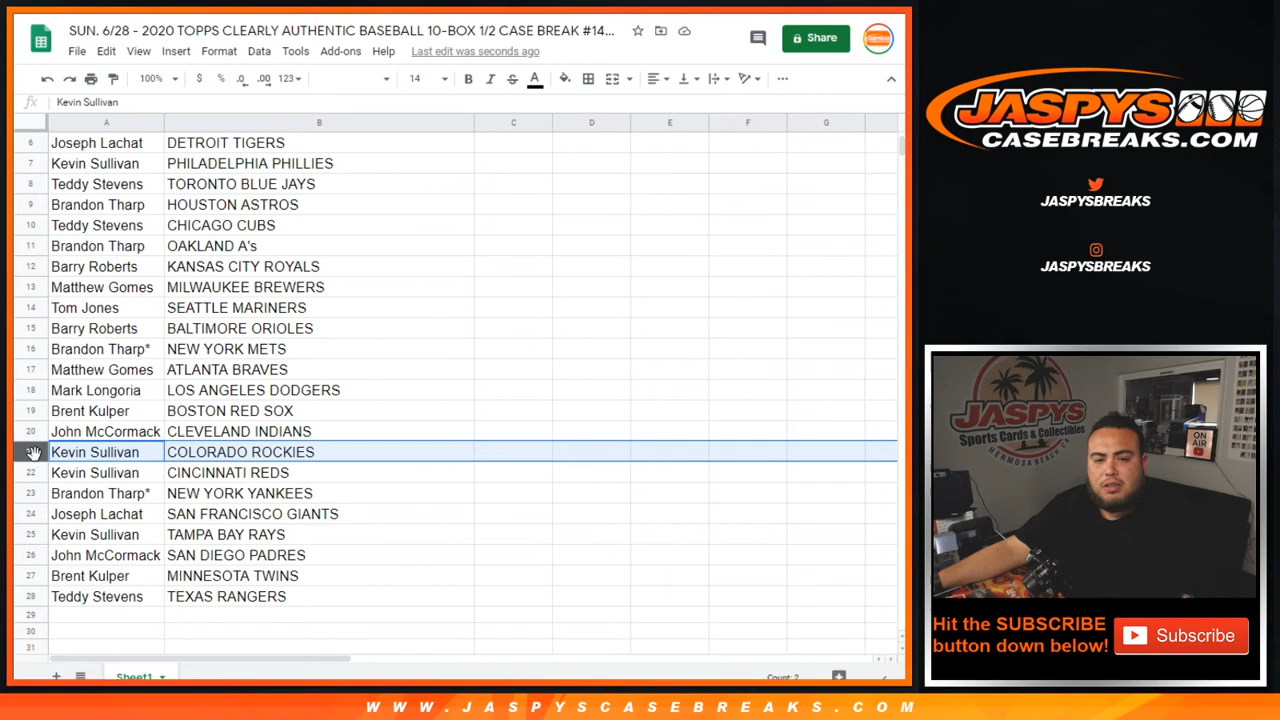 SUN. 6/28 - 2020 TOPPS CLEARLY AUTHENTIC BASEBALL 10-BOX 1/2 CASE BREAK #14...
File Edit View Insert Format Data Tools Add-ons Help Last edit was seconds ago
Share
100% $ % .0 .00 123 14
fx Kevin Sullivan
A B C D E F G
6 Joseph Lachat DETROIT TIGERS
7 Kevin Sullivan PHILADELPHIA PHILLIES
8 Teddy Stevens TORONTO BLUE JAYS
9 Brandon Tharp HOUSTON ASTROS
10 Teddy Stevens CHICAGO CUBS
11 Brandon Tharp OAKLAND A's
12 Barry Roberts KANSAS CITY ROYALS
13 Matthew Gomes MILWAUKEE BREWERS
14 Tom Jones SEATTLE MARINERS
15 Barry Roberts BALTIMORE ORIOLES
16 Brandon Tharp* NEW YORK METS
17 Matthew Gomes ATLANTA BRAVES
18 Mark Longoria LOS ANGELES DODGERS
19 Brent Kulper BOSTON RED SOX
20 John McCormack CLEVELAND INDIANS
Kevin Sullivan COLORADO ROCKIES
22 Kevin Sullivan CINCINNATI REDS
23 Brandon Tharp* NEW YORK YANKEES
24 Joseph Lachat SAN FRANCISCO GIANTS
25 Kevin Sullivan TAMPA BAY RAYS
26 John McCormack SAN DIEGO PADRES
27 Brent Kulper MINNESOTA TWINS
28 Teddy Stevens TEXAS RANGERS
29
30
31
Sheet1
Count: 2
JASPYS
CASEBREAKS.COM
JASPYSBREAKS
JASPYSBREAKS
JASPYS
Sports Cards & Collectibles
HERMOSA BEACH, CA
ON AIR
Hit the SUBSCRIBE
button down below!
Subscribe
WWW.JASPYSCASEBREAKS.COM